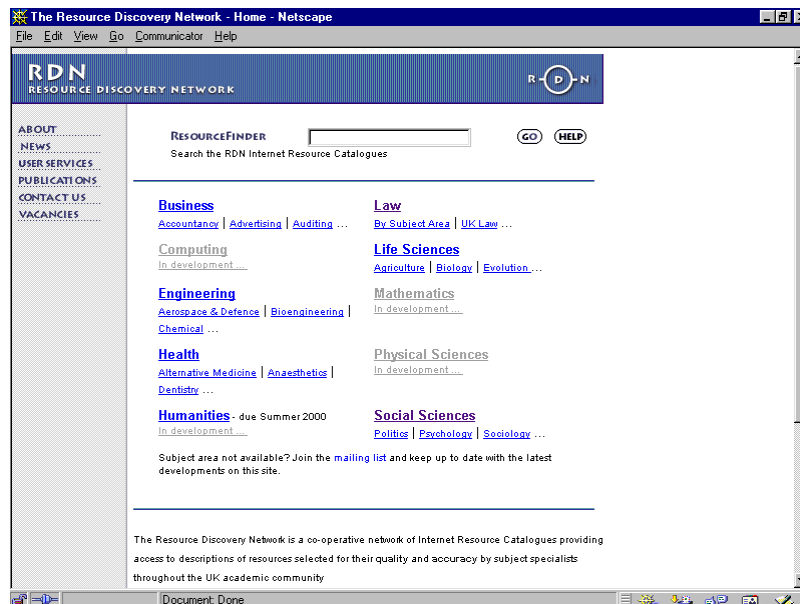 The Resource Discovery Network - Home - Netscape
File Edit View Go Communicator Help
RDN
RESOURCE DISCOVERY NETWORK
R-D-N
ABOUT
NEWS
USER SERVICES
PUBLICATIONS
CONTACT US
VACANCIES
RESOURCEFINDER
GO
HELP
Search the RDN Internet Resource Catalogues
Business
Accountancy | Advertising | Auditing ...
Law
By Subject Area | UK Law ...
Computing
In development ...
Life Sciences
Agriculture | Biology | Evolution ...
Engineering
Aerospace & Defence | Bioengineering |
Chemical ...
Mathematics
In development ...
Health
Alternative Medicine | Anaesthetics |
Dentistry ...
Physical Sciences
In development ...
Humanities - due Summer 2000
In development ...
Social Sciences
Politics | Psychology | Sociology ...
Subject area not available? Join the mailing list and keep up to date with the latest
developments on this site.
The Resource Discovery Network is a co-operative network of Internet Resource Catalogues providing
access to descriptions of resources selected for their quality and accuracy by subject specialists
throughout the UK academic community
Document: Done